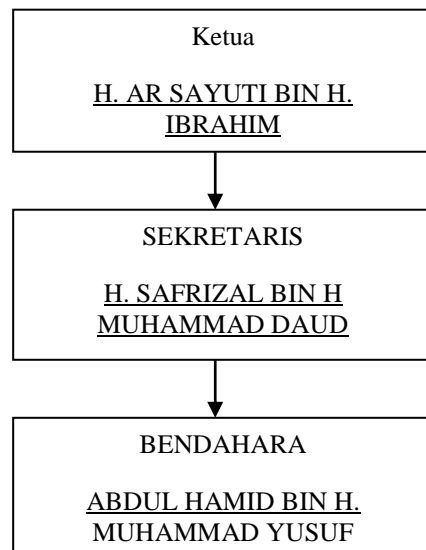 Ketua
H. AR SAYUTI BIN H.
IBRAHIM
SEKRETARIS
H. SAFRIZAL BIN H
MUHAMMAD DAUD
BENDAHARA
ABDUL HAMID BIN H.
MUHAMMAD YUSUF